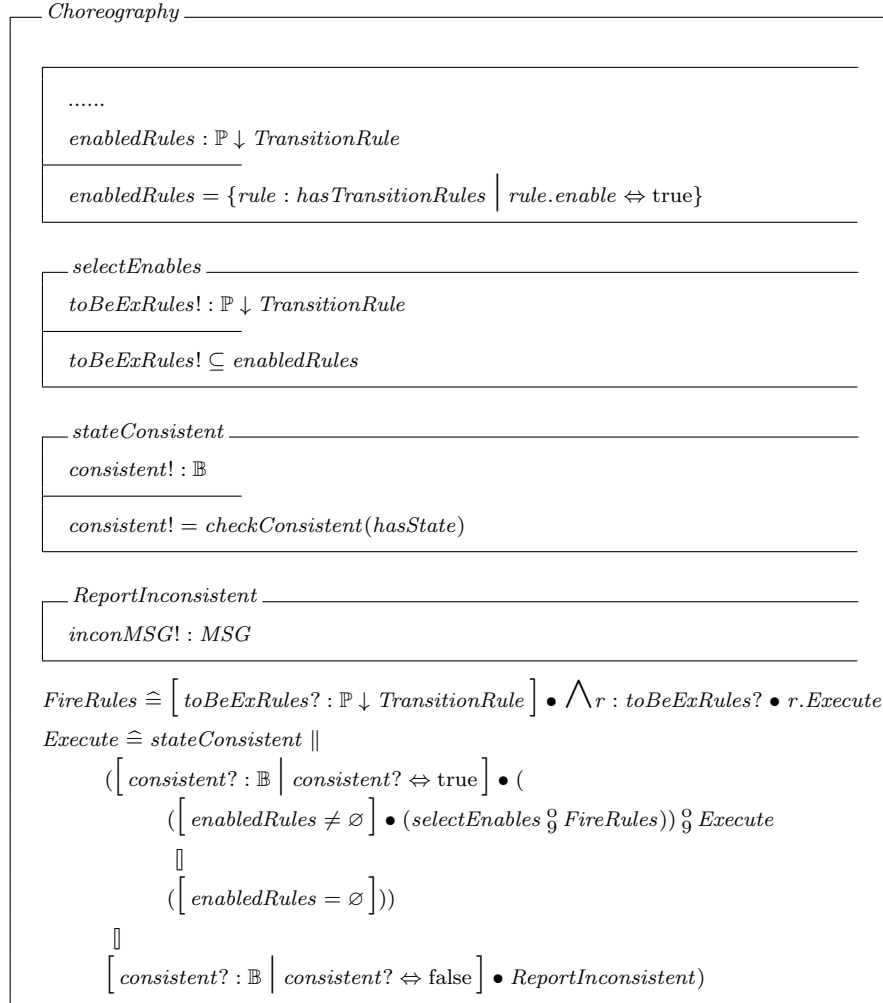 Choreography
......
enabledRules : ℙ ↓ TransitionRule
enabledRules = {rule : hasTransitionRules | rule.enable ⇔ true}
selectEnables
toBeExRules! : ℙ ↓ TransitionRule
toBeExRules! ⊆ enabledRules
stateConsistent
consistent! : 𝔹
consistent! = checkConsistent(hasState)
ReportInconsistent
inconMSG! : MSG
FireRules ≙ [ toBeExRules? : ℙ ↓ TransitionRule ] • ⋀ r : toBeExRules? • r.Execute
Execute ≙ stateConsistent ∥
([ consistent? : 𝔹 | consistent? ⇔ true ] • (
([ enabledRules ≠ ∅ ] • (selectEnables ⨟ FireRules)) ⨟ Execute
[]
([ enabledRules = ∅ ]))
[]
[ consistent? : 𝔹 | consistent? ⇔ false ] • ReportInconsistent)